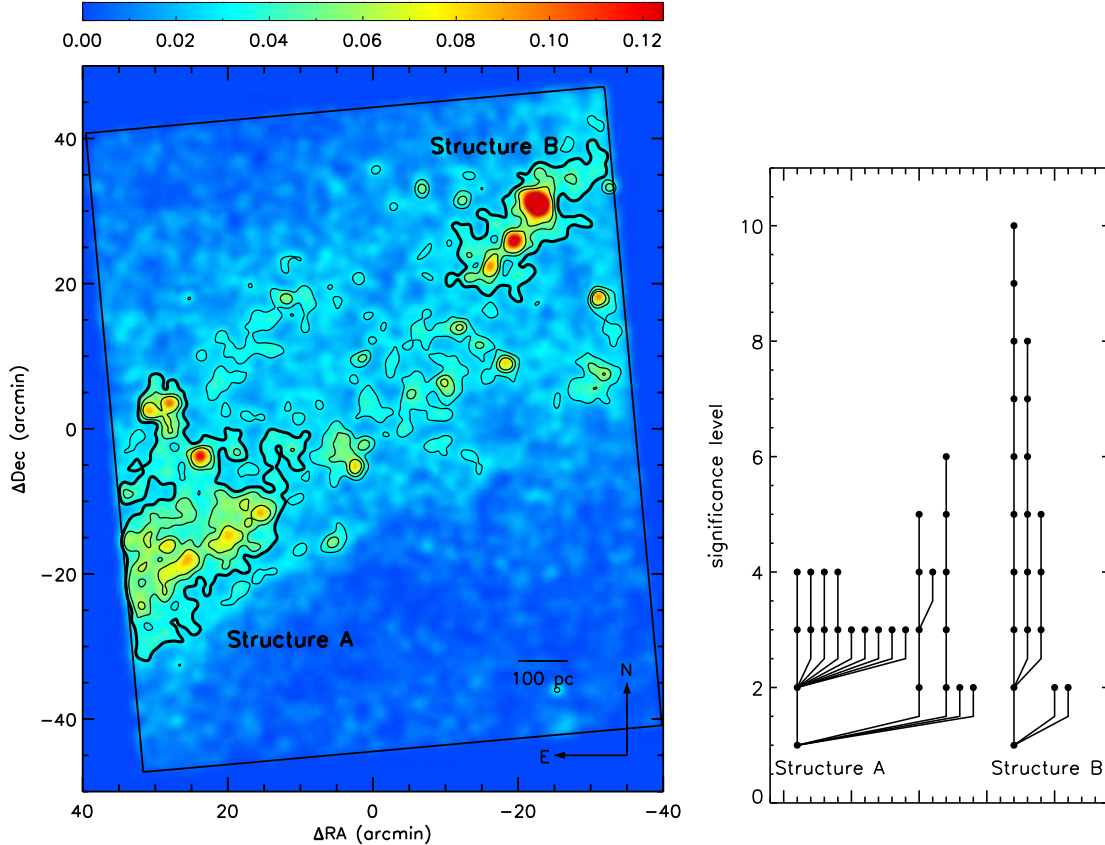 0.00 0.02 0.04 0.06 0.08 0.10 0.12
Structure B
40
20
0
−20
−40
ΔDec (arcmin)
Structure A
100 pc
N
E
40 20 0 −20 −40
ΔRA (arcmin)
10
8
6
4
2
0
significance level
Structure A
Structure B